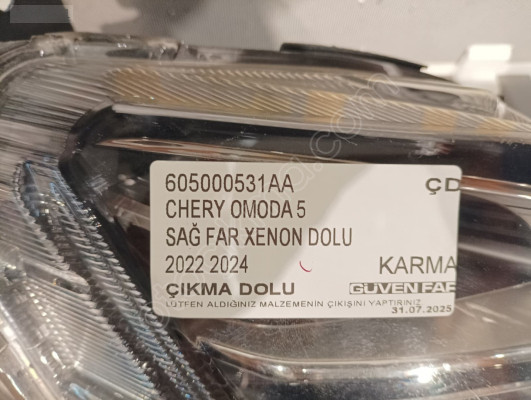 605000531AA ÇD
CHERY OMODA 5
SAĞ FAR XENON DOLU
2022 2024 KARMA
ÇIKMA DOLU GÜVEN FAR
LÜTFEN ALDIĞINIZ MALZEMENİN ÇIKIŞINI YAPTIRINIZ
31.07.2025